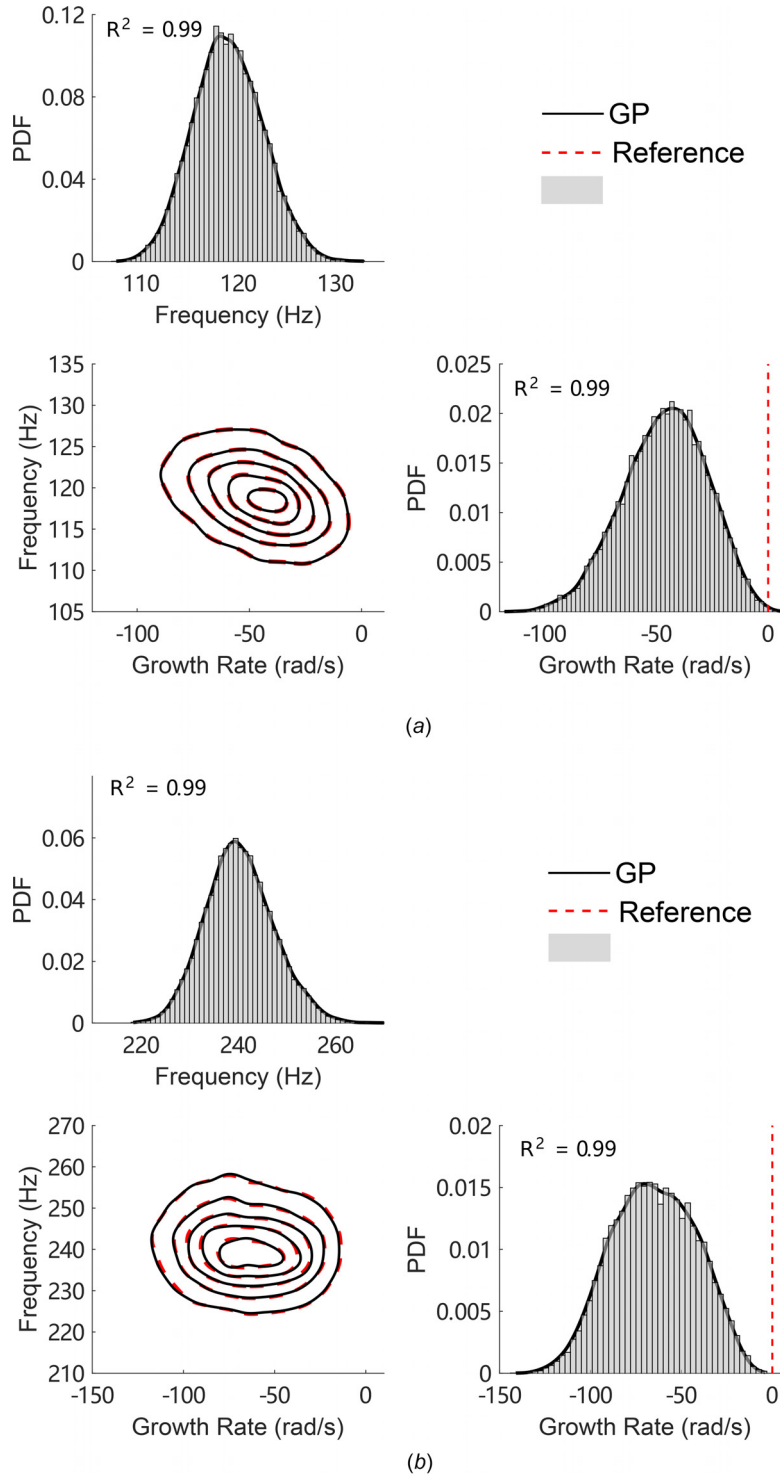 0.12
R² = 0.99
0.08
PDF
0.04
0
110 120 130
Frequency (Hz)
GP
Reference
135
130
125
120
115
110
105
Frequency (Hz)
-100 -50 0
Growth Rate (rad/s)
0.025
R² = 0.99
0.02
0.015
PDF
0.01
0.005
0
-100 -50 0
Growth Rate (rad/s)
(a)
R² = 0.99
0.06
PDF
0.04
0.02
0
220 240 260
Frequency (Hz)
GP
Reference
270
260
250
240
230
220
210
Frequency (Hz)
-150 -100 -50 0
Growth Rate (rad/s)
0.02
R² = 0.99
0.015
PDF
0.01
0.005
0
-150 -100 -50 0
Growth Rate (rad/s)
(b)